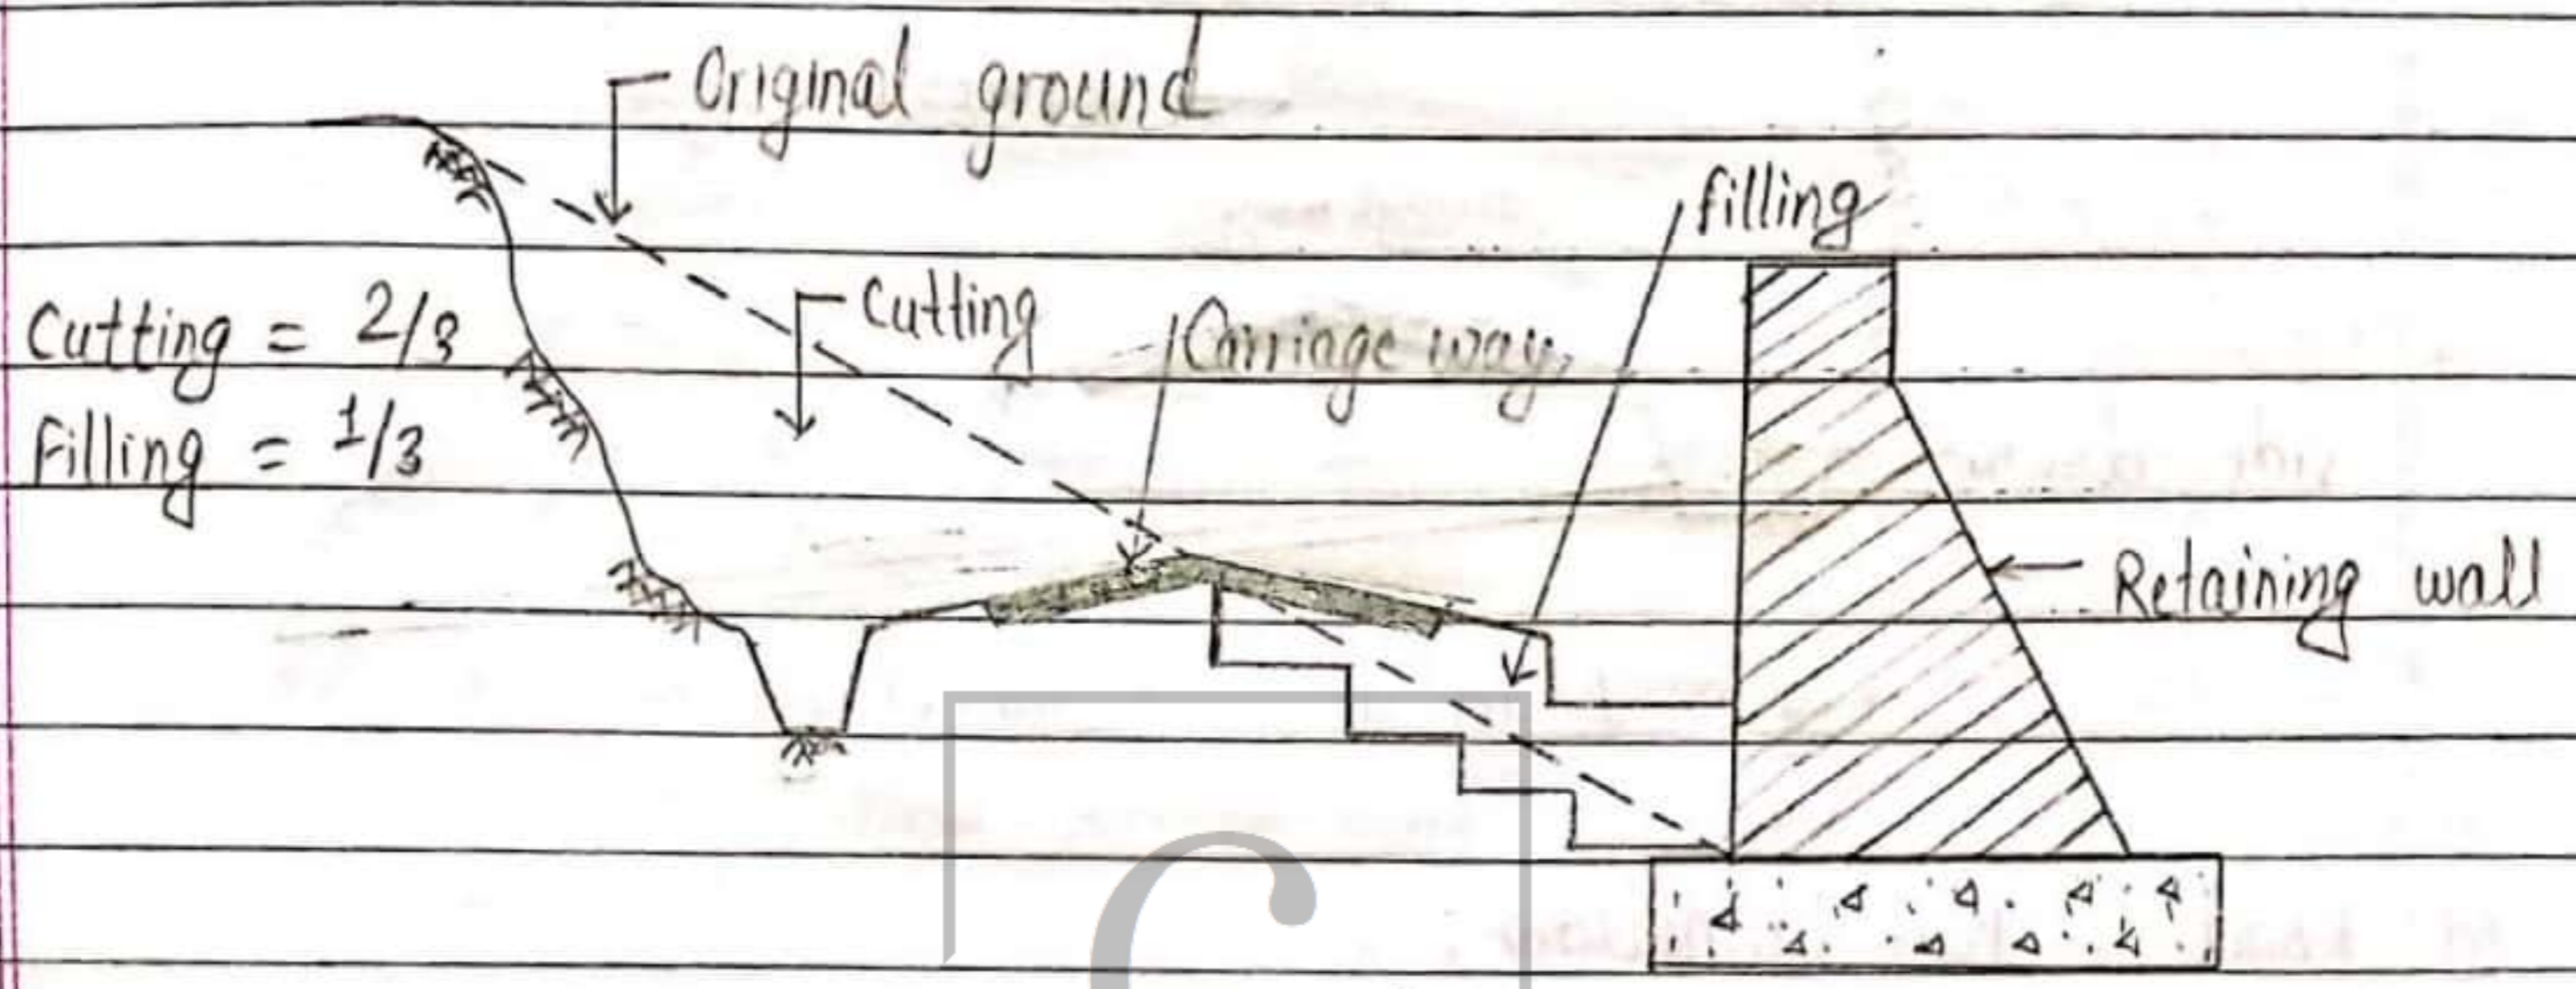 Original ground
filling
Cutting = 2/3
Cutting
Carriage way
Filling = 1/3
Retaining wall
C